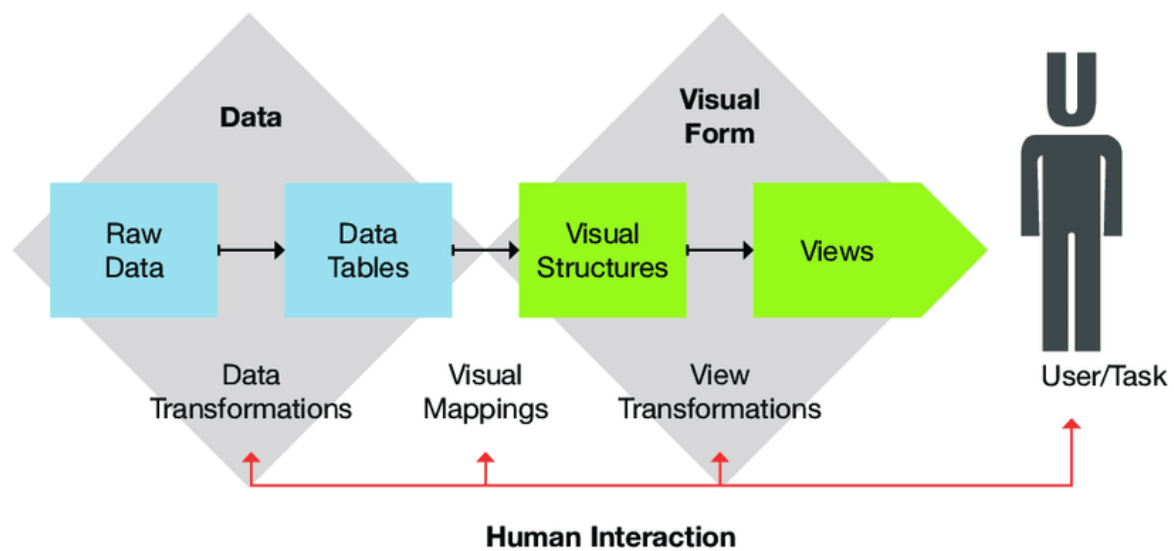 Data
Visual
Form
Raw
Data
Data
Tables
Visual
Structures
Views
Data
Transformations
Visual
Mappings
View
Transformations
User/Task
Human Interaction